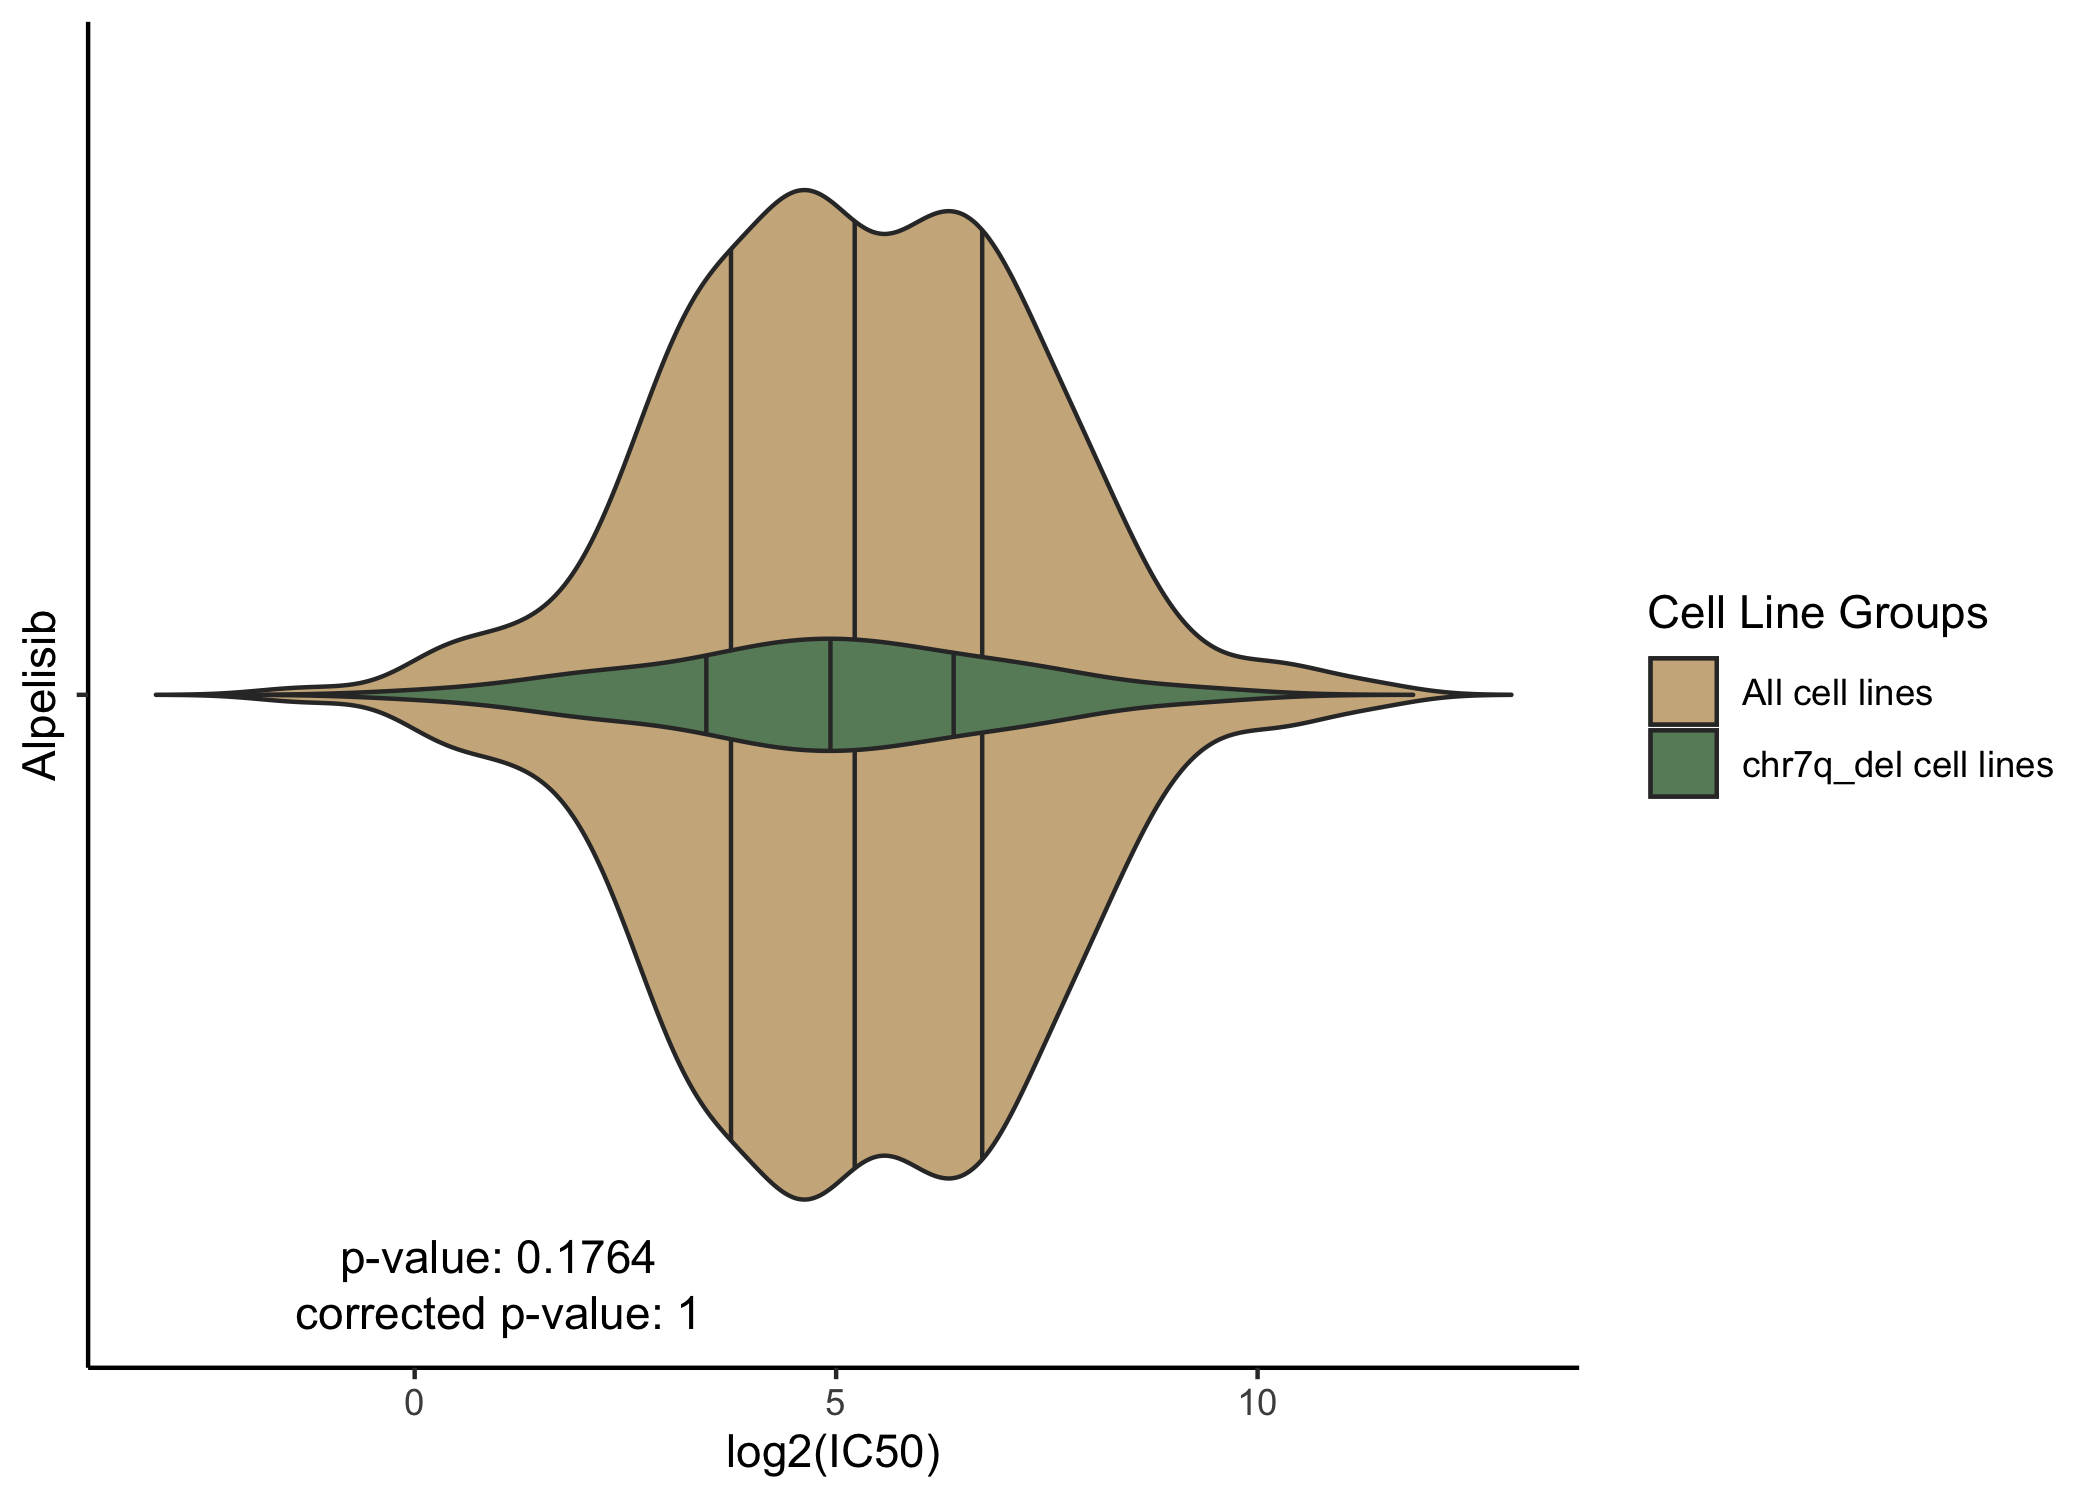 Alpelisib
p-value: 0.1764
corrected p-value: 1
0
5
10
log2(IC50)
Cell Line Groups
All cell lines
chr7q_del cell lines